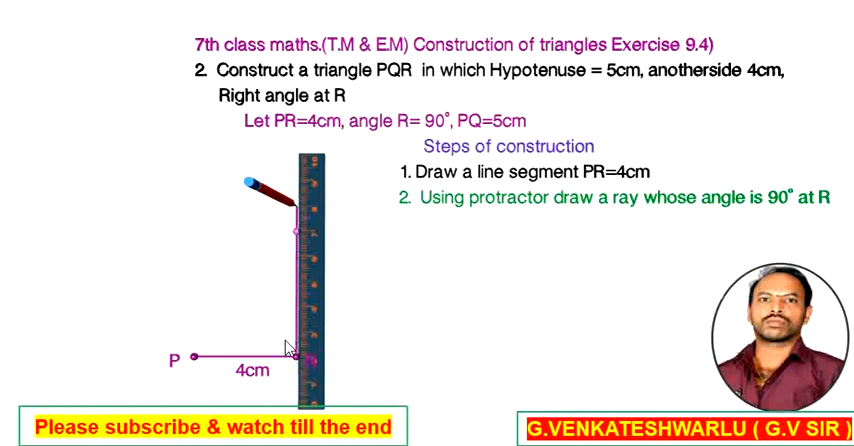 7th class maths.(T.M & E.M) Construction of triangles Exercise 9.4)
2. Construct a triangle PQR in which Hypotenuse = 5cm, anotherside 4cm,
Right angle at R
Let PR=4cm, angle R= 90°, PQ=5cm
Steps of construction
1. Draw a line segment PR=4cm
2. Using protractor draw a ray whose angle is 90° at R
P
4cm
Please subscribe & watch till the end
G.VENKATESHWARLU ( G.V SIR )